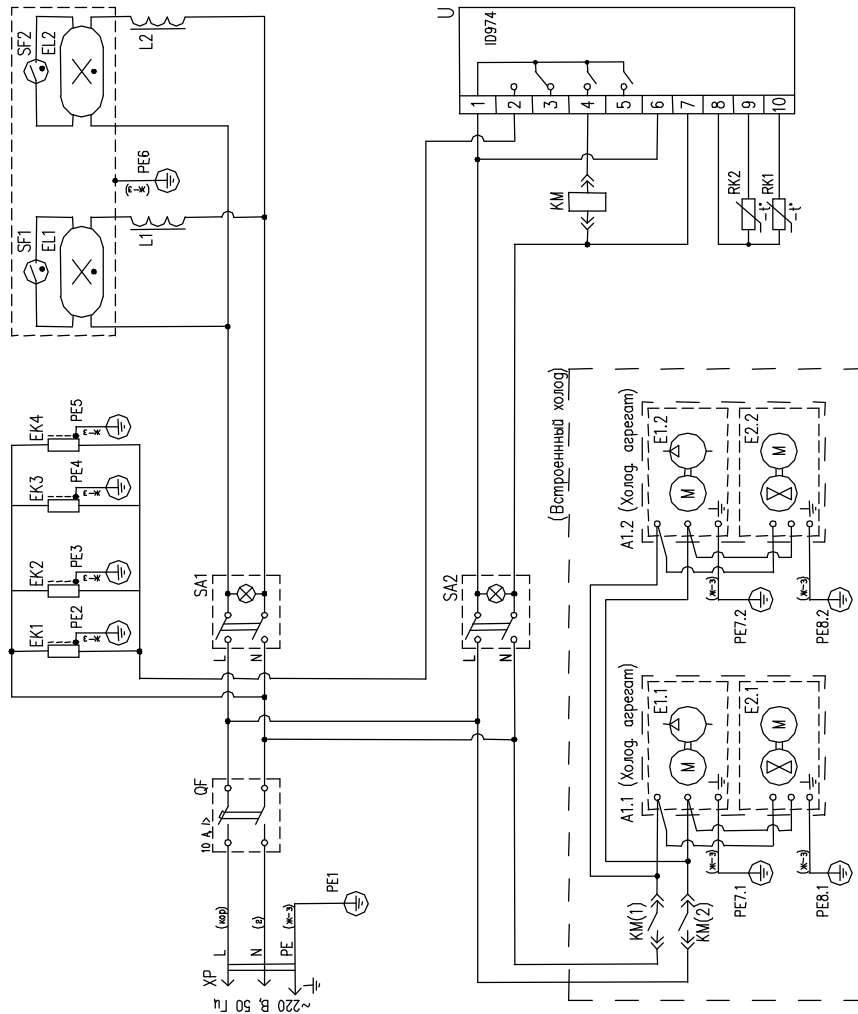 ~220 В, 50 Гц
XP
L
(кор)
N
(г)
PE
(ж-з)
PE1
10 А I>
QF
EK1
PE2
ж-з
EK2
PE3
ж-з
EK3
PE4
ж-з
EK4
PE5
ж-з
SA1
L
N
SF1
EL1
L1
PE6
(ж-з)
SF2
EL2
L2
SA2
L
N
U
ID974
1
2
3
4
5
6
7
8
9
10
KM
RK2
-t°
RK1
-t°
(Встроеннный холод)
KM(1)
KM(2)
A1.1 (Холод. агрегат)
E1.1
M
E2.1
M
(ж-з)
PE7.1
(ж-з)
PE8.1
A1.2 (Холод. агрегат)
E1.2
M
E2.2
M
(ж-з)
PE7.2
(ж-з)
PE8.2